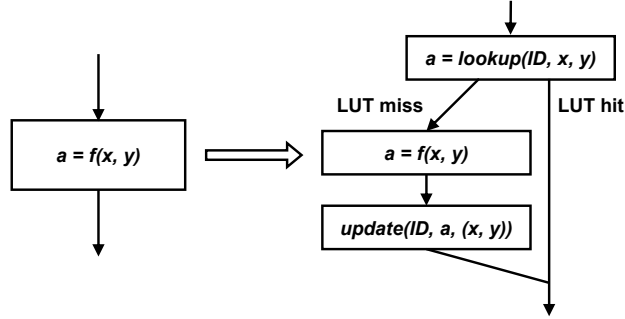 a = f(x, y)
a = lookup(ID, x, y)
LUT miss
LUT hit
a = f(x, y)
update(ID, a, (x, y))